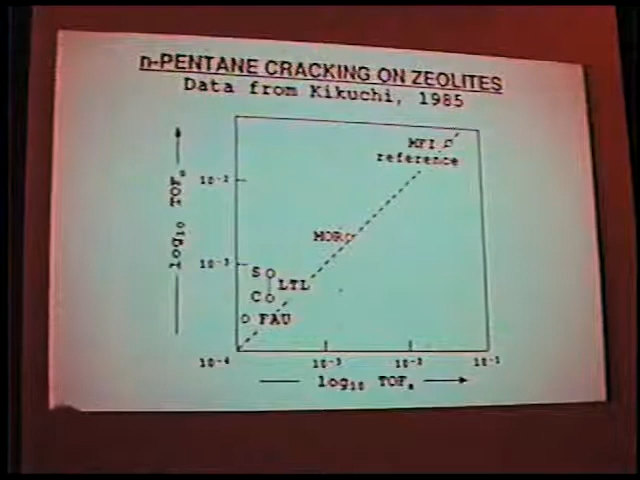 n-PENTANE CRACKING ON ZEOLITES
Data from Kikuchi, 1985
MFI
reference
10-2
MOR
10-3
S
LTL
C
FAU
10-4
10-3
10-2
10-1
log10 TOF
log10 TOF